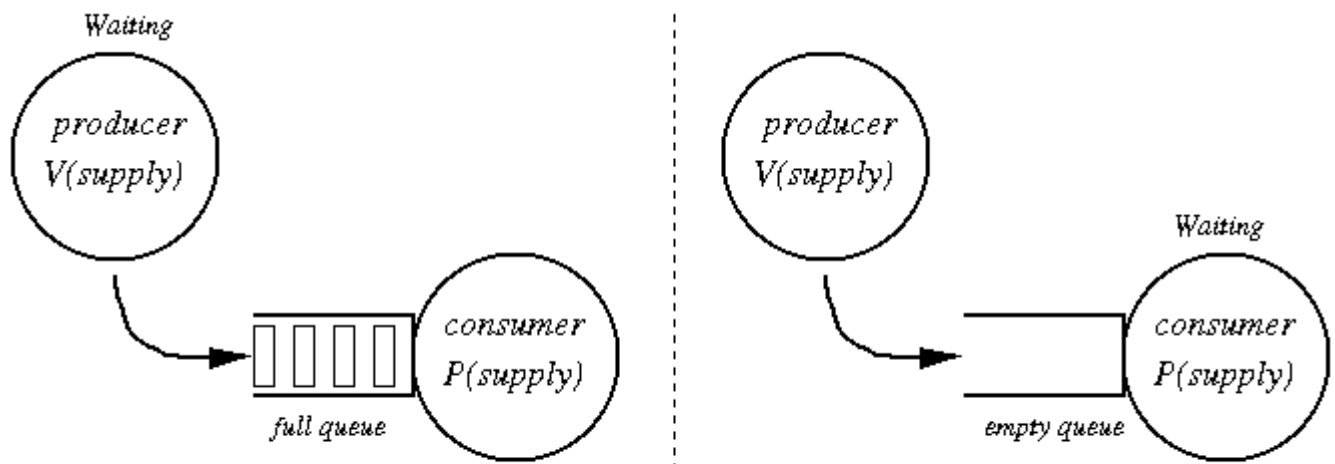 Waiting
producer
V(supply)
consumer
P(supply)
full queue
producer
V(supply)
Waiting
consumer
P(supply)
empty queue